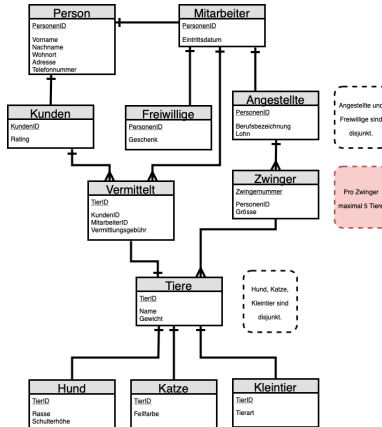 Person
PersonenID
Vorname
Nachname
Wohnort
Adresse
Telefonnummer
Mitarbeiter
PersonenID
Eintrittsdatum
Kunden
KundenID
Rating
Freiwillige
PersonenID
Geschenk
Angestellte
PersonenID
Berufsbezeichnung
Lohn
Angestellte und
Freiwillige sind
disjunkt.
Vermittelt
TierID
KundenID
MitarbeiterID
Vermittlungsgebühr
Zwinger
Zwingernummer
PersonenID
Grösse
Pro Zwinger
maximal 5 Tiere
Tiere
TierID
Name
Gewicht
Hund, Katze,
Kleintier sind
disjunkt.
Hund
TierID
Rasse
Schulterhöhe
Katze
TierID
Fellfarbe
Kleintier
TierID
Tierart